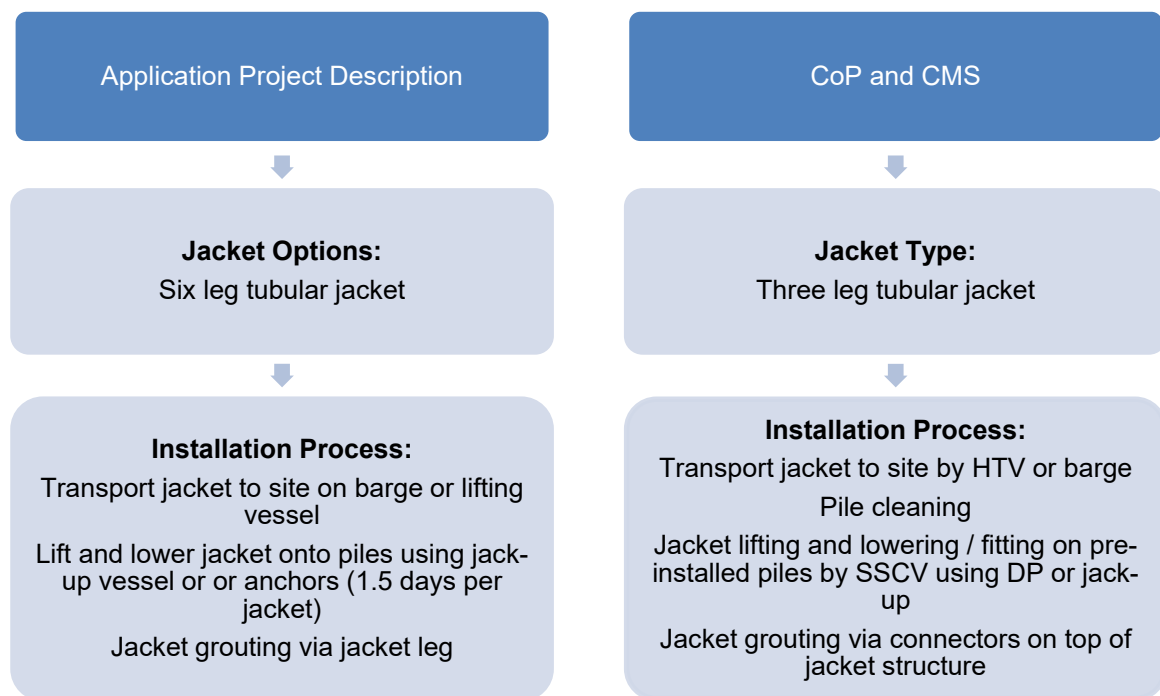 Application Project Description
Jacket Options:
Six leg tubular jacket
Installation Process:
Transport jacket to site on barge or lifting
vessel
Lift and lower jacket onto piles using jack-
up vessel or or anchors (1.5 days per
jacket)
Jacket grouting via jacket leg
CoP and CMS
Jacket Type:
Three leg tubular jacket
Installation Process:
Transport jacket to site by HTV or barge
Pile cleaning
Jacket lifting and lowering / fitting on pre-
installed piles by SSCV using DP or jack-
up
Jacket grouting via connectors on top of
jacket structure